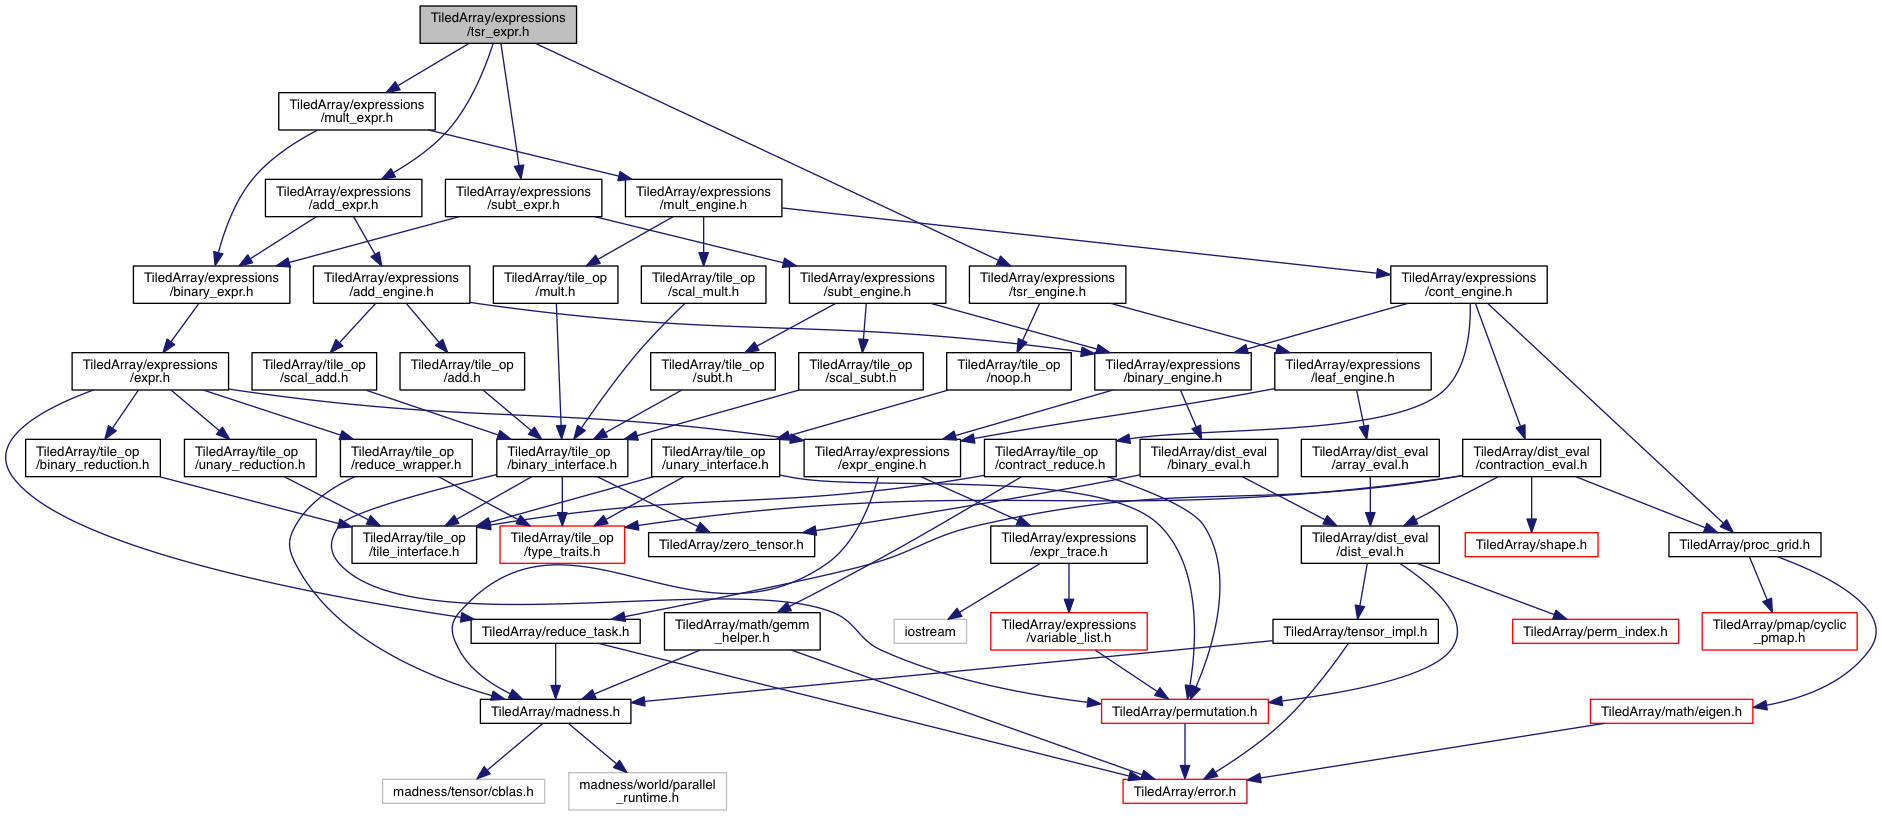 TiledArray/expressions
/tsr_expr.h
TiledArray/expressions
/mult_expr.h
TiledArray/expressions
/add_expr.h
TiledArray/expressions
/subt_expr.h
TiledArray/expressions
/mult_engine.h
TiledArray/expressions
/binary_expr.h
TiledArray/expressions
/add_engine.h
TiledArray/tile_op
/mult.h
TiledArray/tile_op
/scal_mult.h
TiledArray/expressions
/subt_engine.h
TiledArray/expressions
/tsr_engine.h
TiledArray/expressions
/cont_engine.h
TiledArray/expressions
/expr.h
TiledArray/tile_op
/scal_add.h
TiledArray/tile_op
/add.h
TiledArray/tile_op
/subt.h
TiledArray/tile_op
/scal_subt.h
TiledArray/tile_op
/noop.h
TiledArray/expressions
/binary_engine.h
TiledArray/expressions
/leaf_engine.h
TiledArray/tile_op
/binary_reduction.h
TiledArray/tile_op
/unary_reduction.h
TiledArray/tile_op
/reduce_wrapper.h
TiledArray/tile_op
/binary_interface.h
TiledArray/tile_op
/unary_interface.h
TiledArray/expressions
/expr_engine.h
TiledArray/tile_op
/contract_reduce.h
TiledArray/dist_eval
/binary_eval.h
TiledArray/dist_eval
/array_eval.h
TiledArray/dist_eval
/contraction_eval.h
TiledArray/tile_op
/tile_interface.h
TiledArray/tile_op
/type_traits.h
TiledArray/zero_tensor.h
TiledArray/expressions
/expr_trace.h
TiledArray/dist_eval
/dist_eval.h
TiledArray/shape.h
TiledArray/proc_grid.h
TiledArray/reduce_task.h
TiledArray/math/gemm
_helper.h
iostream
TiledArray/expressions
/variable_list.h
TiledArray/tensor_impl.h
TiledArray/perm_index.h
TiledArray/pmap/cyclic
_pmap.h
TiledArray/madness.h
TiledArray/permutation.h
TiledArray/math/eigen.h
madness/tensor/cblas.h
madness/world/parallel
_runtime.h
TiledArray/error.h